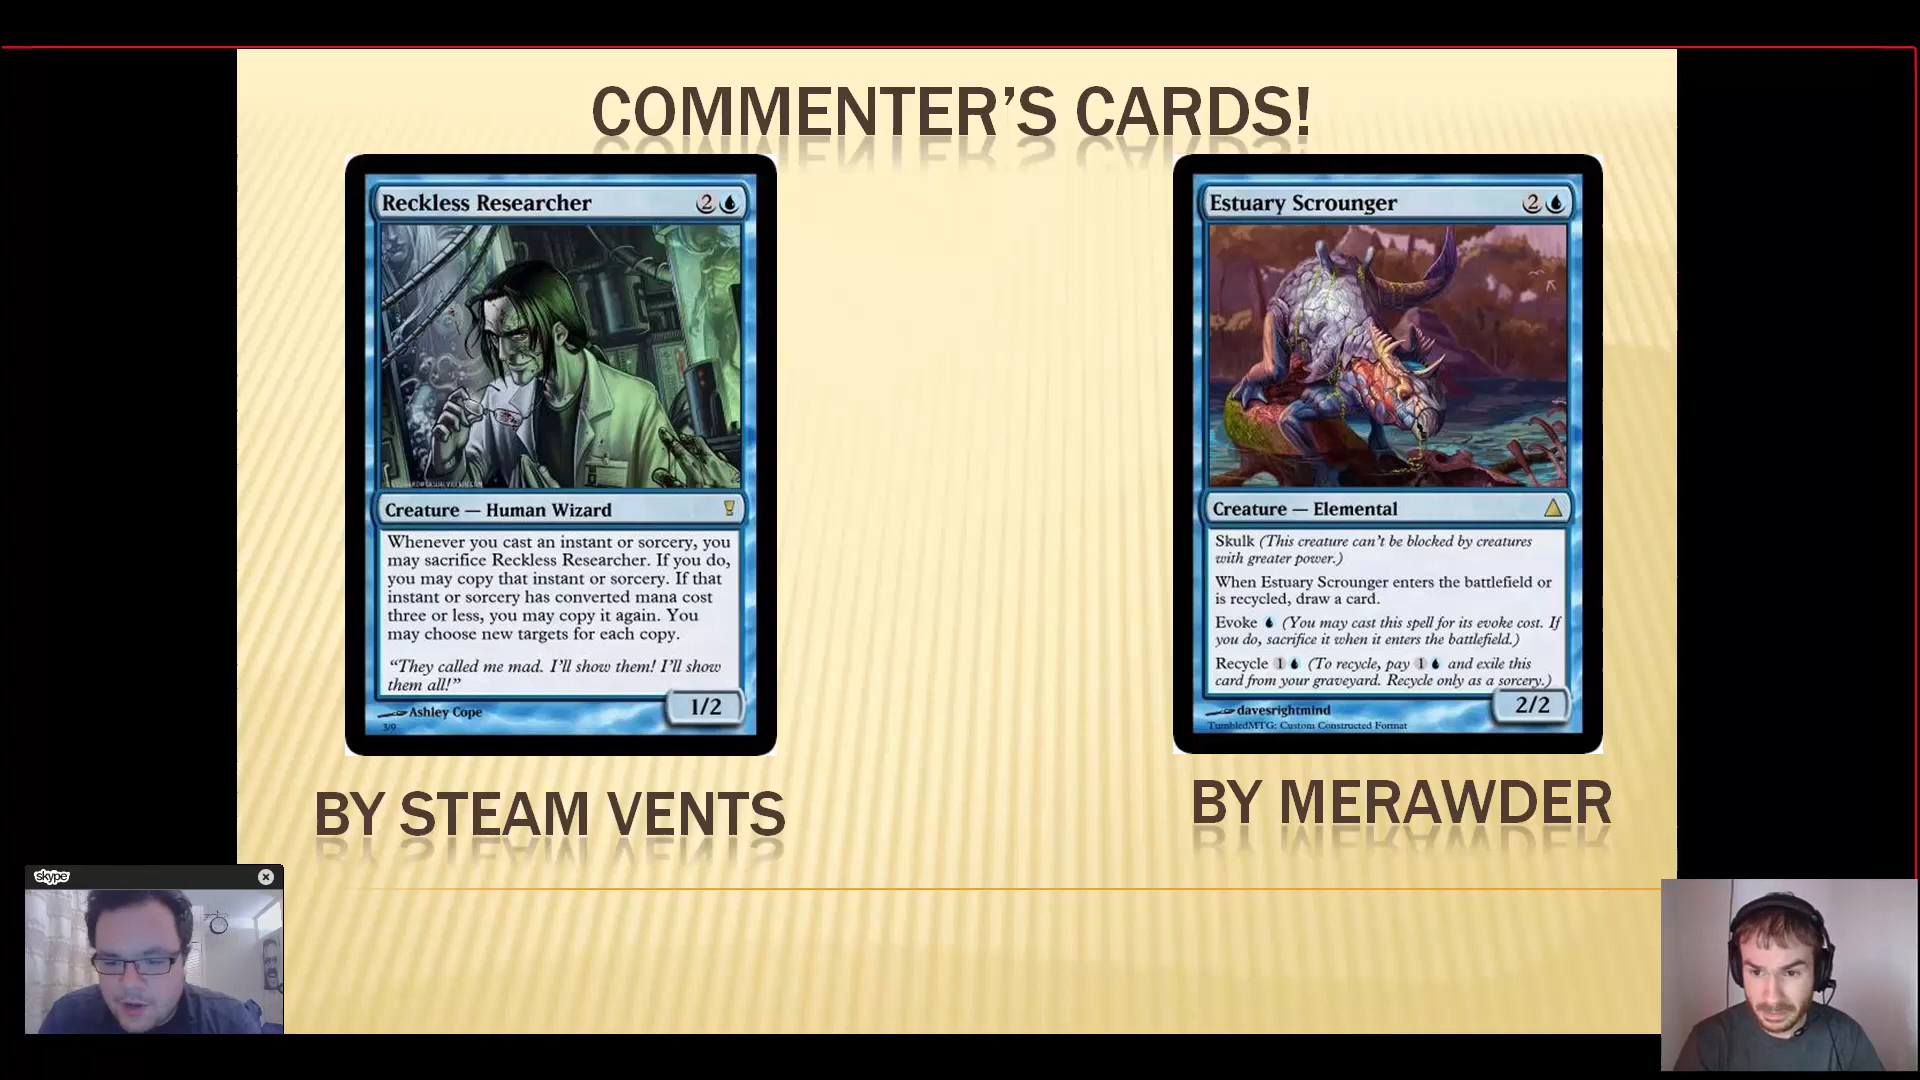 COMMENTER'S CARDS!
Reckless Researcher 2
Creature — Human Wizard
Whenever you cast an instant or sorcery, you
may sacrifice Reckless Researcher. If you do,
you may copy that instant or sorcery. If that
instant or sorcery has converted mana cost
three or less, you may copy it again. You
may choose new targets for each copy.
"They called me mad. I'll show them! I'll show
them all!"
1/2
Ashley Cope
3/0
BY STEAM VENTS
Estuary Scrounger 2
Creature — Elemental
Skulk (This creature can't be blocked by creatures
with greater power.)
When Estuary Scrounger enters the battlefield or
is recycled, draw a card.
Evoke (You may cast this spell for its evoke cost. If
you do, sacrifice it when it enters the battlefield.)
Recycle 1 (To recycle, pay 1 and exile this
card from your graveyard. Recycle only as a sorcery.)
2/2
davesrightmind
TumbledMTG: Custom Constructed Format
BY MERAWDER
skype